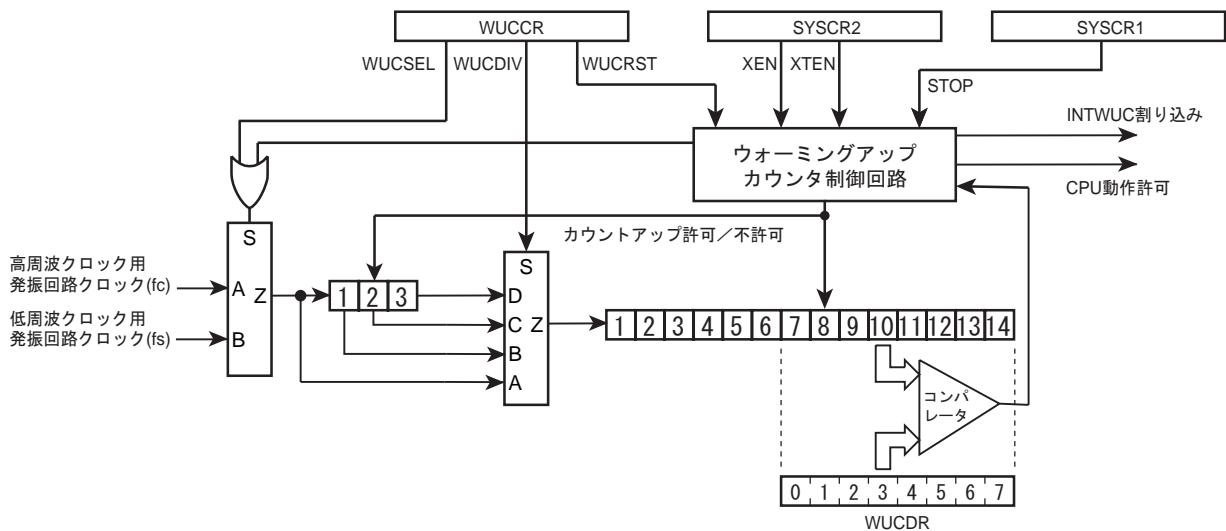 WUCCR
SYSCR2
SYSCR1
WUCSEL
WUCDIV
WUCRST
XEN
XTEN
STOP
INTWUC割り込み
ウォーミングアップ
カウンタ制御回路
CPU動作許可
カウントアップ許可／不許可
S
S
高周波クロック用
発振回路クロック(fc)
A
Z
1 2 3
D
C
Z
低周波クロック用
発振回路クロック(fs)
B
B
A
1 2 3 4 5 6 7 8 9 10 11 12 13 14
コンパ
レータ
0 1 2 3 4 5 6 7
WUCDR